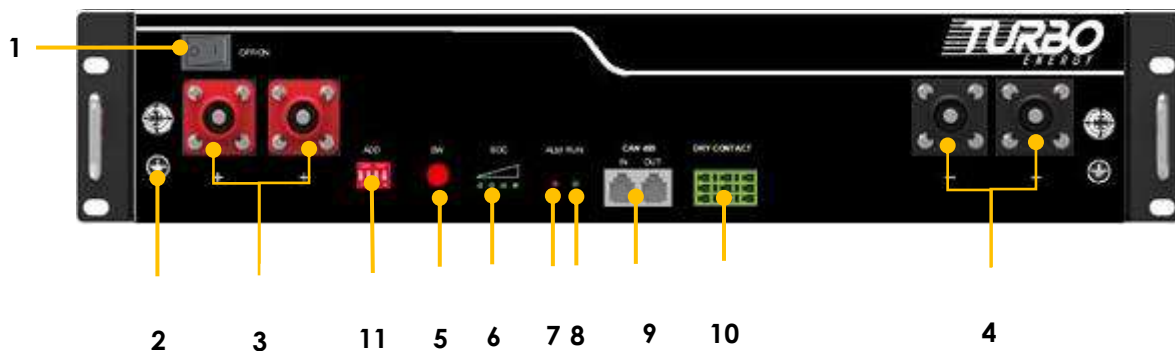 1
OFF/ON
TURBO
ENERGY
ADD
SW
SOC
ALM RUN
CAN 485
IN OUT
DRY CONTACT
+ +
- -
2 3 11 5 6 7 8 9 10 4